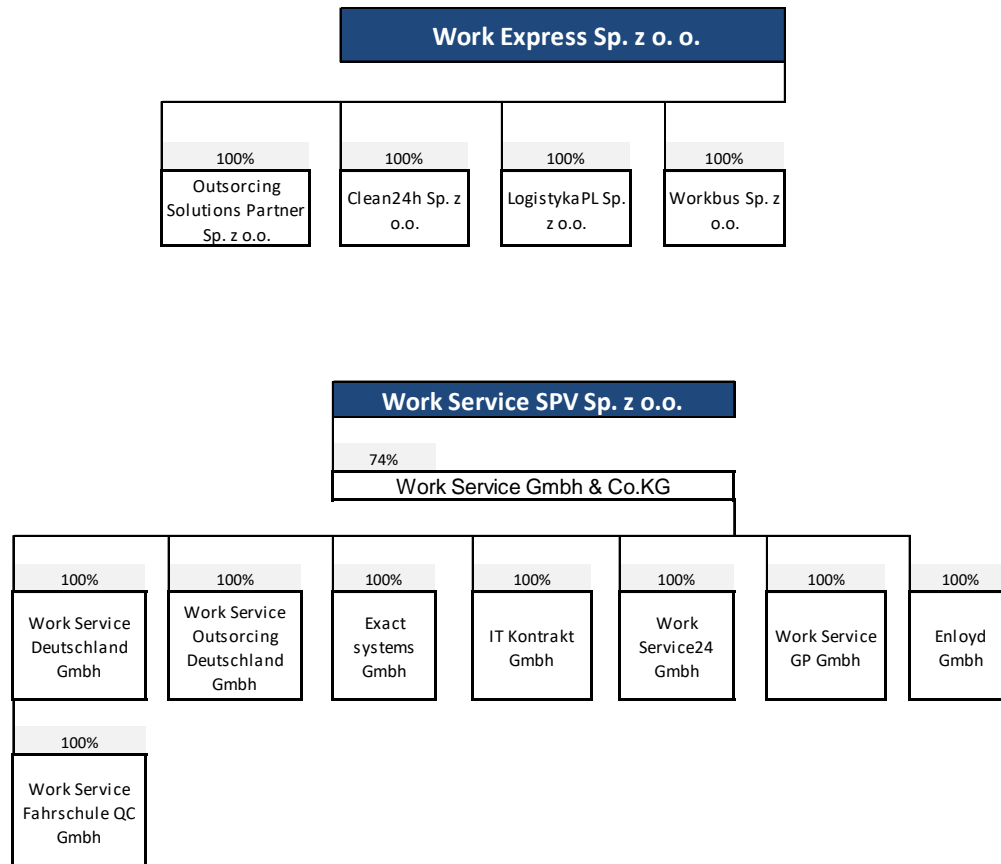 Work Express Sp. z o. o.
100%
100%
100%
100%
Outsorcing
Solutions Partner
Sp. z o.o.
Clean24h Sp. z
o.o.
LogistykaPL Sp.
z o.o.
Workbus Sp. z
o.o.
Work Service SPV Sp. z o.o.
74%
Work Service Gmbh & Co.KG
100%
100%
100%
100%
100%
100%
100%
Work Service
Deutschland
Gmbh
Work Service
Outsorcing
Deutschland
Gmbh
Exact
systems
Gmbh
IT Kontrakt
Gmbh
Work
Service24
Gmbh
Work Service
GP Gmbh
Enloyd
Gmbh
100%
Work Service
Fahrschule QC
Gmbh